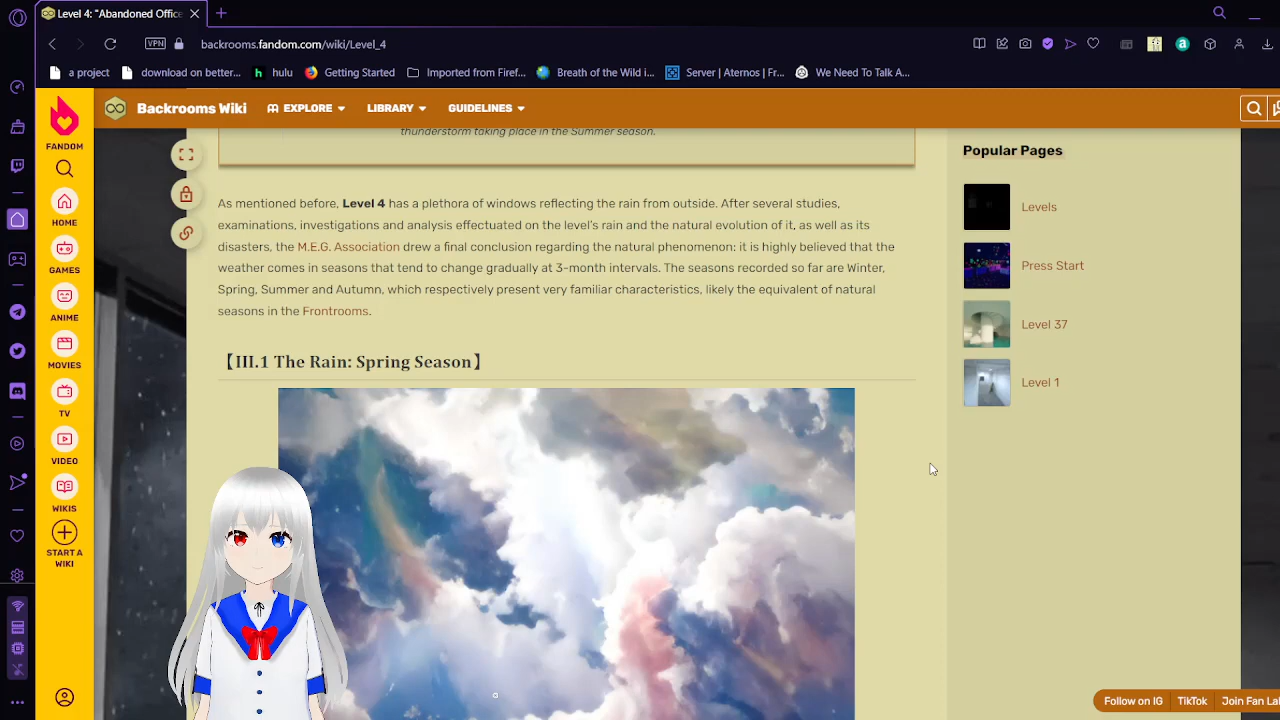 Level 4: "Abandoned Office
VPN
backrooms.fandom.com/wiki/Level_4
a project
download on better...
h hulu
Getting Started
Imported from Firef...
Breath of the Wild i...
Server | Aternos | Fr...
We Need To Talk A...
FANDOM
HOME
GAMES
ANIME
MOVIES
TV
VIDEO
WIKIS
START A
WIKI
Backrooms Wiki
EXPLORE
LIBRARY
GUIDELINES
thunderstorm taking place in the Summer season.
As mentioned before, Level 4 has a plethora of windows reflecting the rain from outside. After several studies,
examinations, investigations and analysis effectuated on the level's rain and the natural evolution of it, as well as its
disasters, the M.E.G. Association drew a final conclusion regarding the natural phenomenon: it is highly believed that the
weather comes in seasons that tend to change gradually at 3-month intervals. The seasons recorded so far are Winter,
Spring, Summer and Autumn, which respectively present very familiar characteristics, likely the equivalent of natural
seasons in the Frontrooms.
【III.1 The Rain: Spring Season】
Popular Pages
Levels
Press Start
Level 37
Level 1
Follow on IG
TikTok
Join Fan La